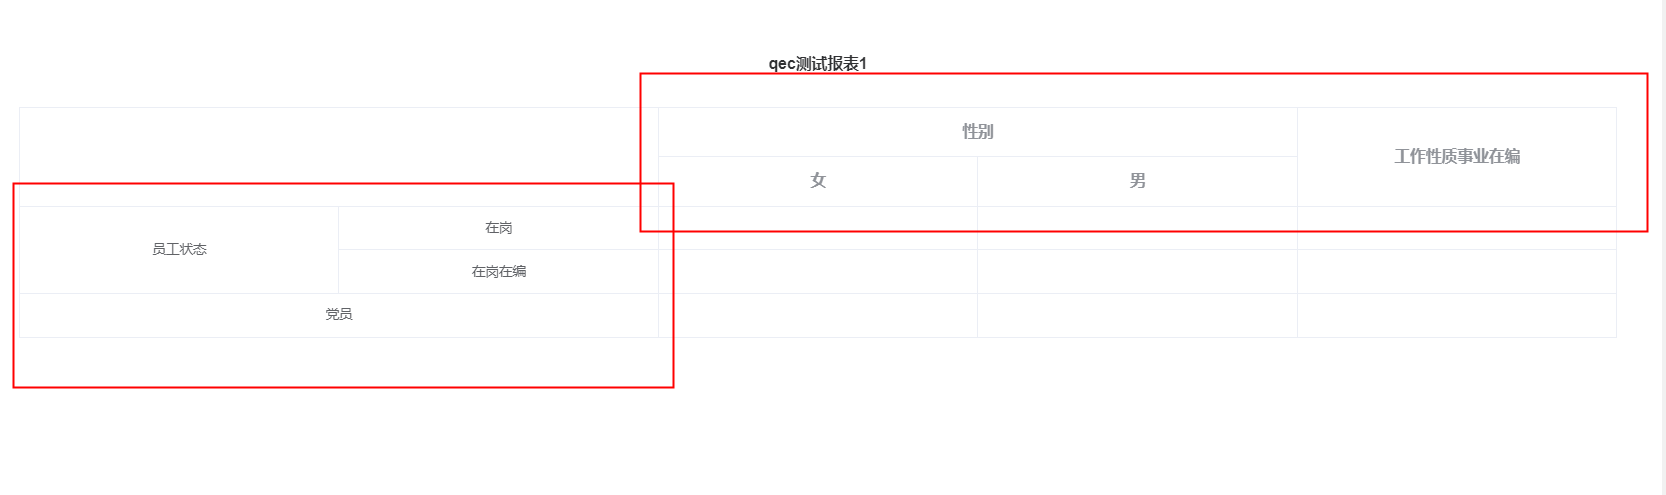 qec测试报表1
性别
工作性质事业在编
女
男
员工状态
在岗
在岗在编
党员